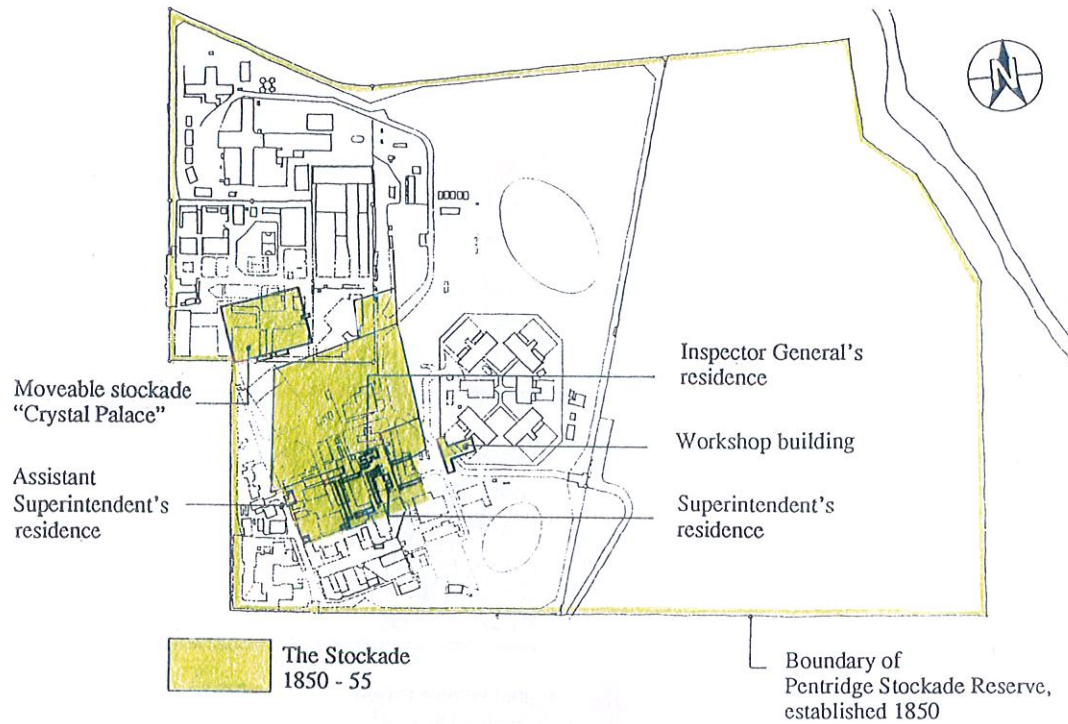 N
Moveable stockade
“Crystal Palace”
Assistant
Superintendent's
residence
Inspector General's
residence
Workshop building
Superintendent's
residence
The Stockade
1850 - 55
Boundary of
Pentridge Stockade Reserve,
established 1850